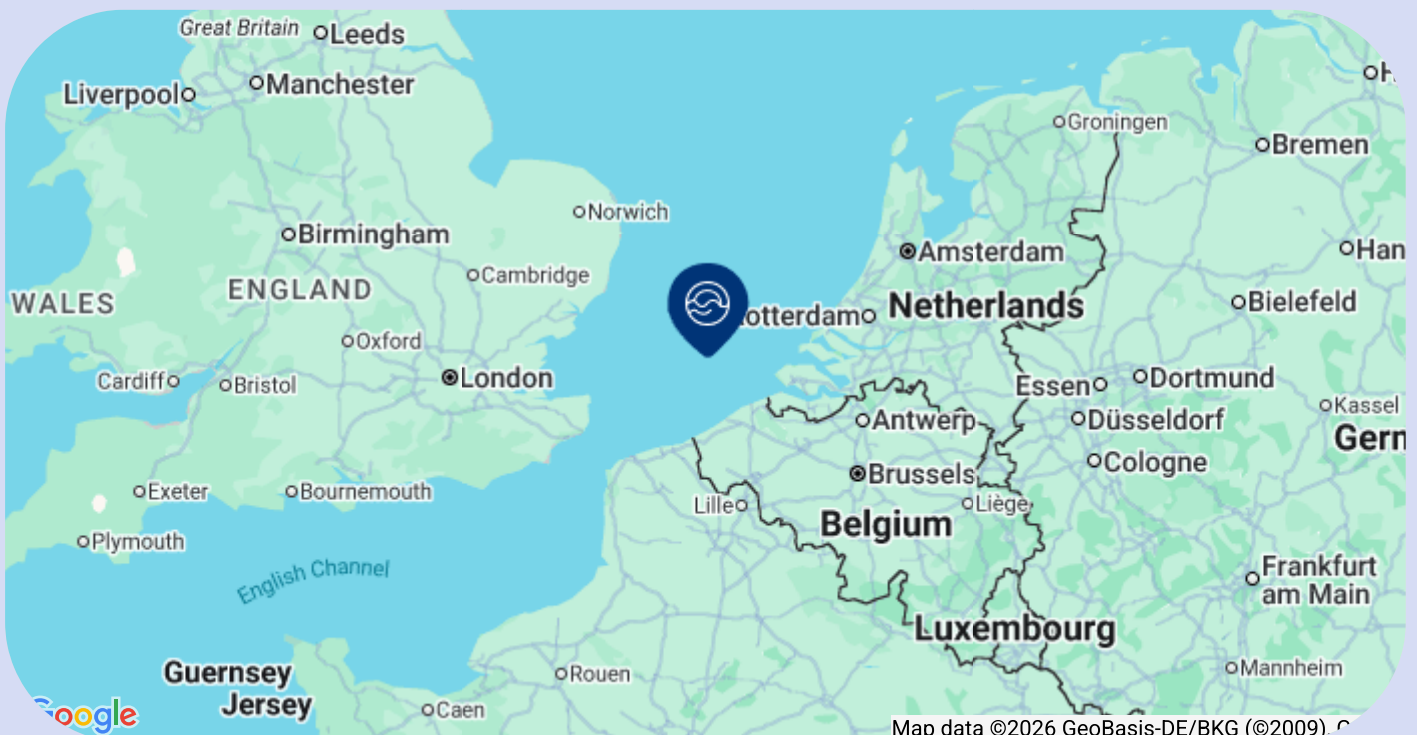 Great Britain
Leeds
Liverpool
Manchester
Groningen
Bremen
Norwich
Birmingham
Amsterdam
Han
Cambridge
ENGLAND
WALES
Netherlands
Bielefeld
otterdam
Oxford
London
Cardiff
Bristol
Essen
Dortmund
Kassel
Antwerp
Düsseldorf
Gern
Cologne
Brussels
Exeter
Bournemouth
Lille
Liège
Belgium
Plymouth
English Channel
Frankfurt
am Main
Luxembourg
Guernsey
Jersey
Rouen
Mannheim
Caen
Google
Map data ©2026 GeoBasis-DE/BKG (©2009)